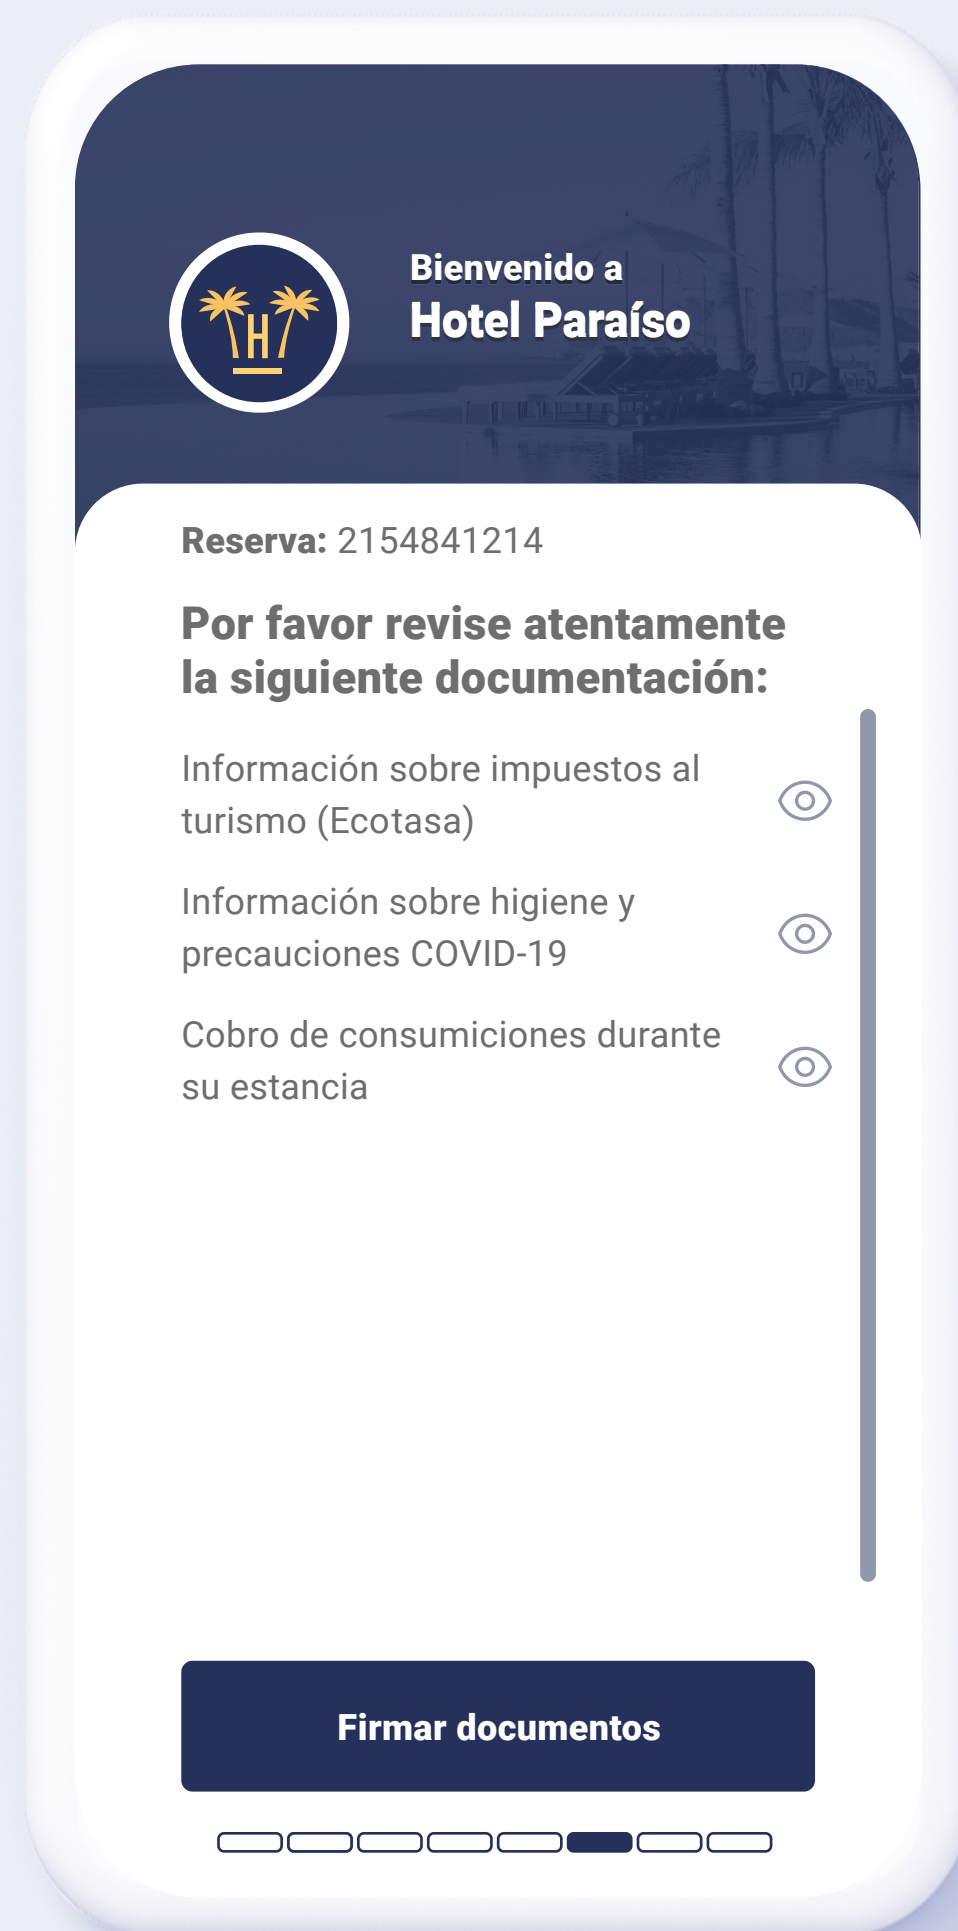 H
Bienvenido a
Hotel Paraíso
Reserva: 2154841214
Por favor revise atentamente
la siguiente documentación:
Información sobre impuestos al
turismo (Ecotasa)
Información sobre higiene y
precauciones COVID-19
Cobro de consumiciones durante
su estancia
Firmar documentos